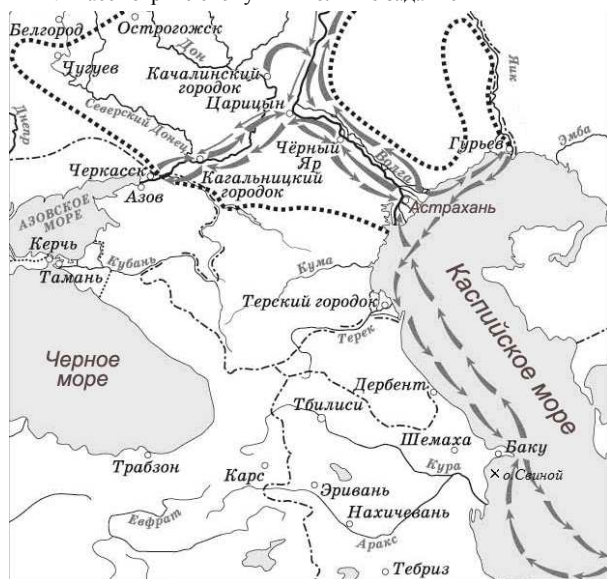 Белгород
Острогожск
Чугуев
Дон
Качалинский
городок
Царицын
Яик
Днепр
Северский Донец
Чёрный
Яр
Волга
Гурьев
Эмба
Черкасск
Кагальницкий
городок
Азов
Астрахань
АЗОВСКОЕ
МОРЕ
Керчь
Тамань
Кубань
Кума
Терский городок
Терек
Каспийское море
Черное
море
Дербент
Тбилиси
Шемаха
Баку
о. Свиной
Трабзон
Карс
Кура
Эривань
Нахичевань
Евфрат
Аракс
Тебриз